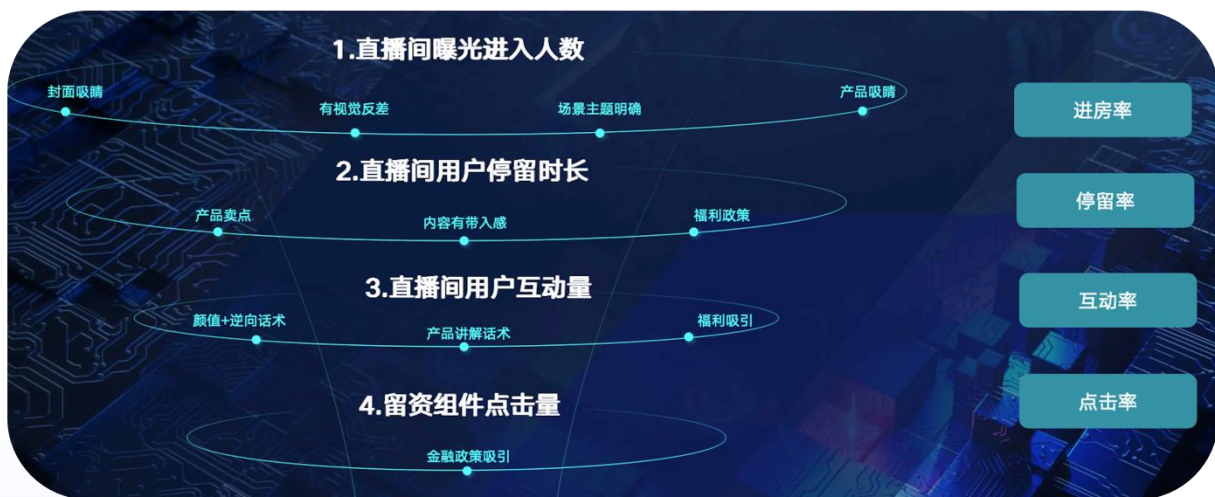 1.直播间曝光进入人数
封面吸睛
有视觉反差
场景主题明确
产品吸睛
进房率
2.直播间用户停留时长
产品卖点
内容有带入感
福利政策
停留率
3.直播间用户互动量
颜值+逆向话术
产品讲解话术
福利吸引
互动率
4.留资组件点击量
金融政策吸引
点击率